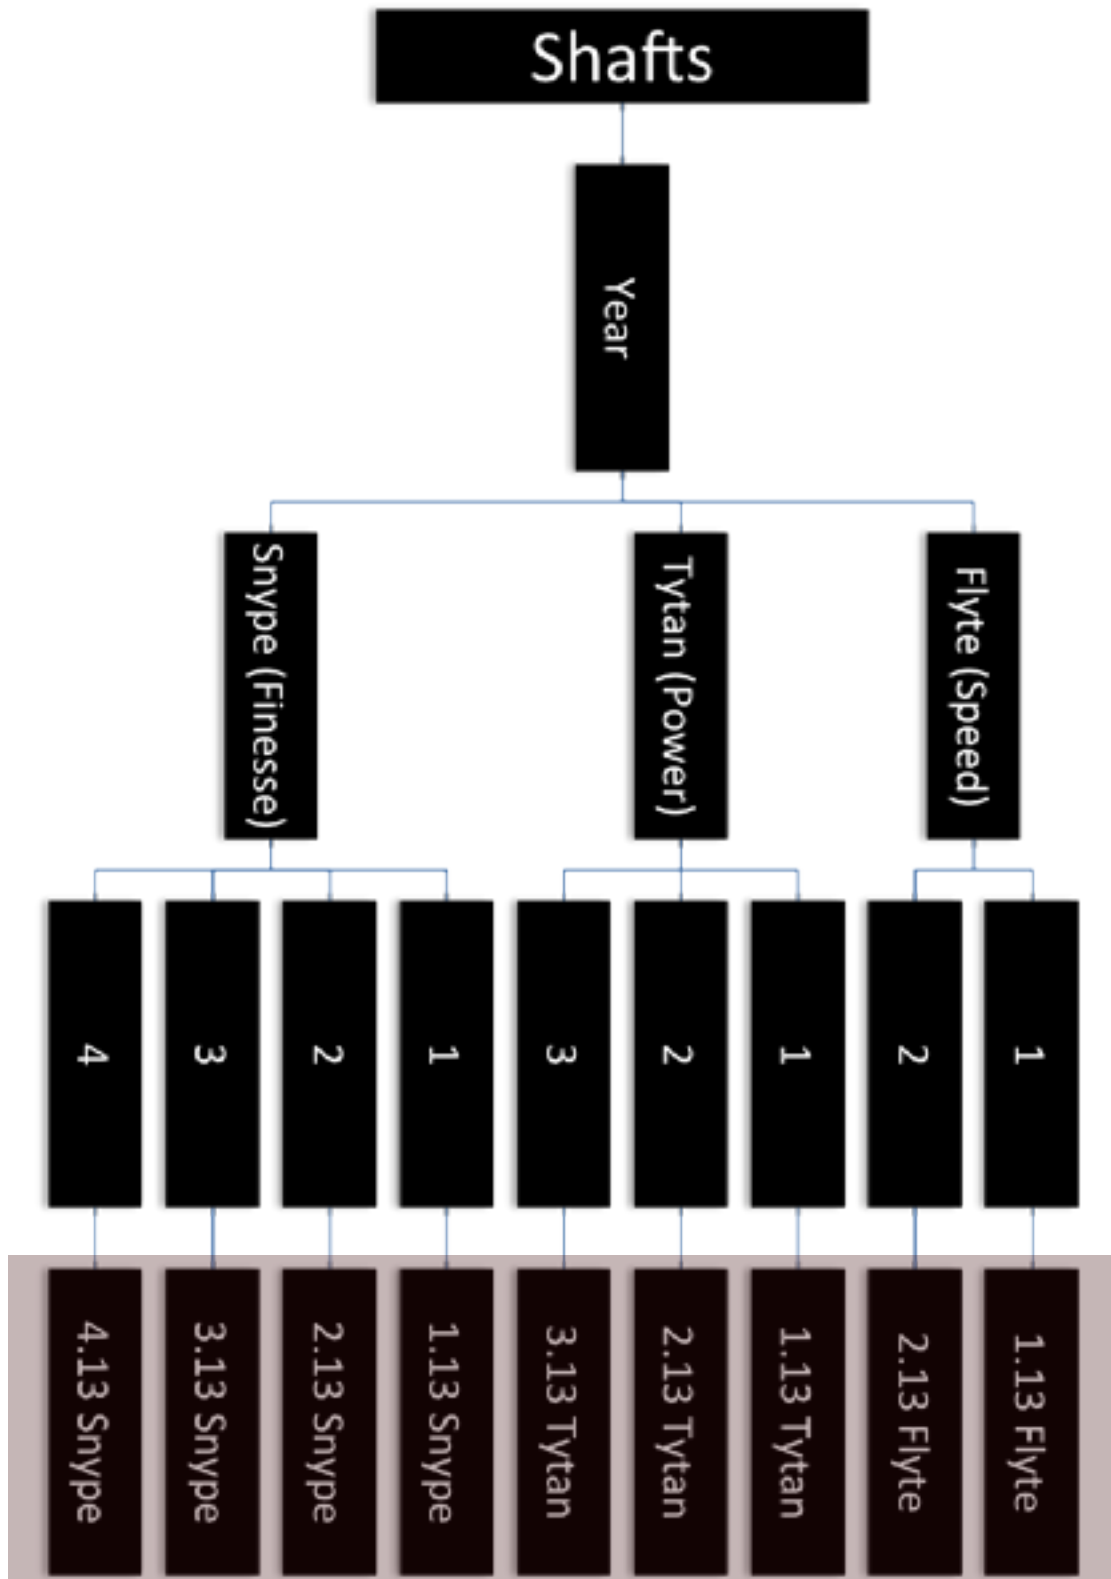 Shafts
Year
Snype (Finesse)
Tytan (Power)
Flyte (Speed)
4
3
2
1
3
2
1
2
1
4.13 Snype
3.13 Snype
2.13 Snype
1.13 Snype
3.13 Tytan
2.13 Tytan
1.13 Tytan
2.13 Flyte
1.13 Flyte